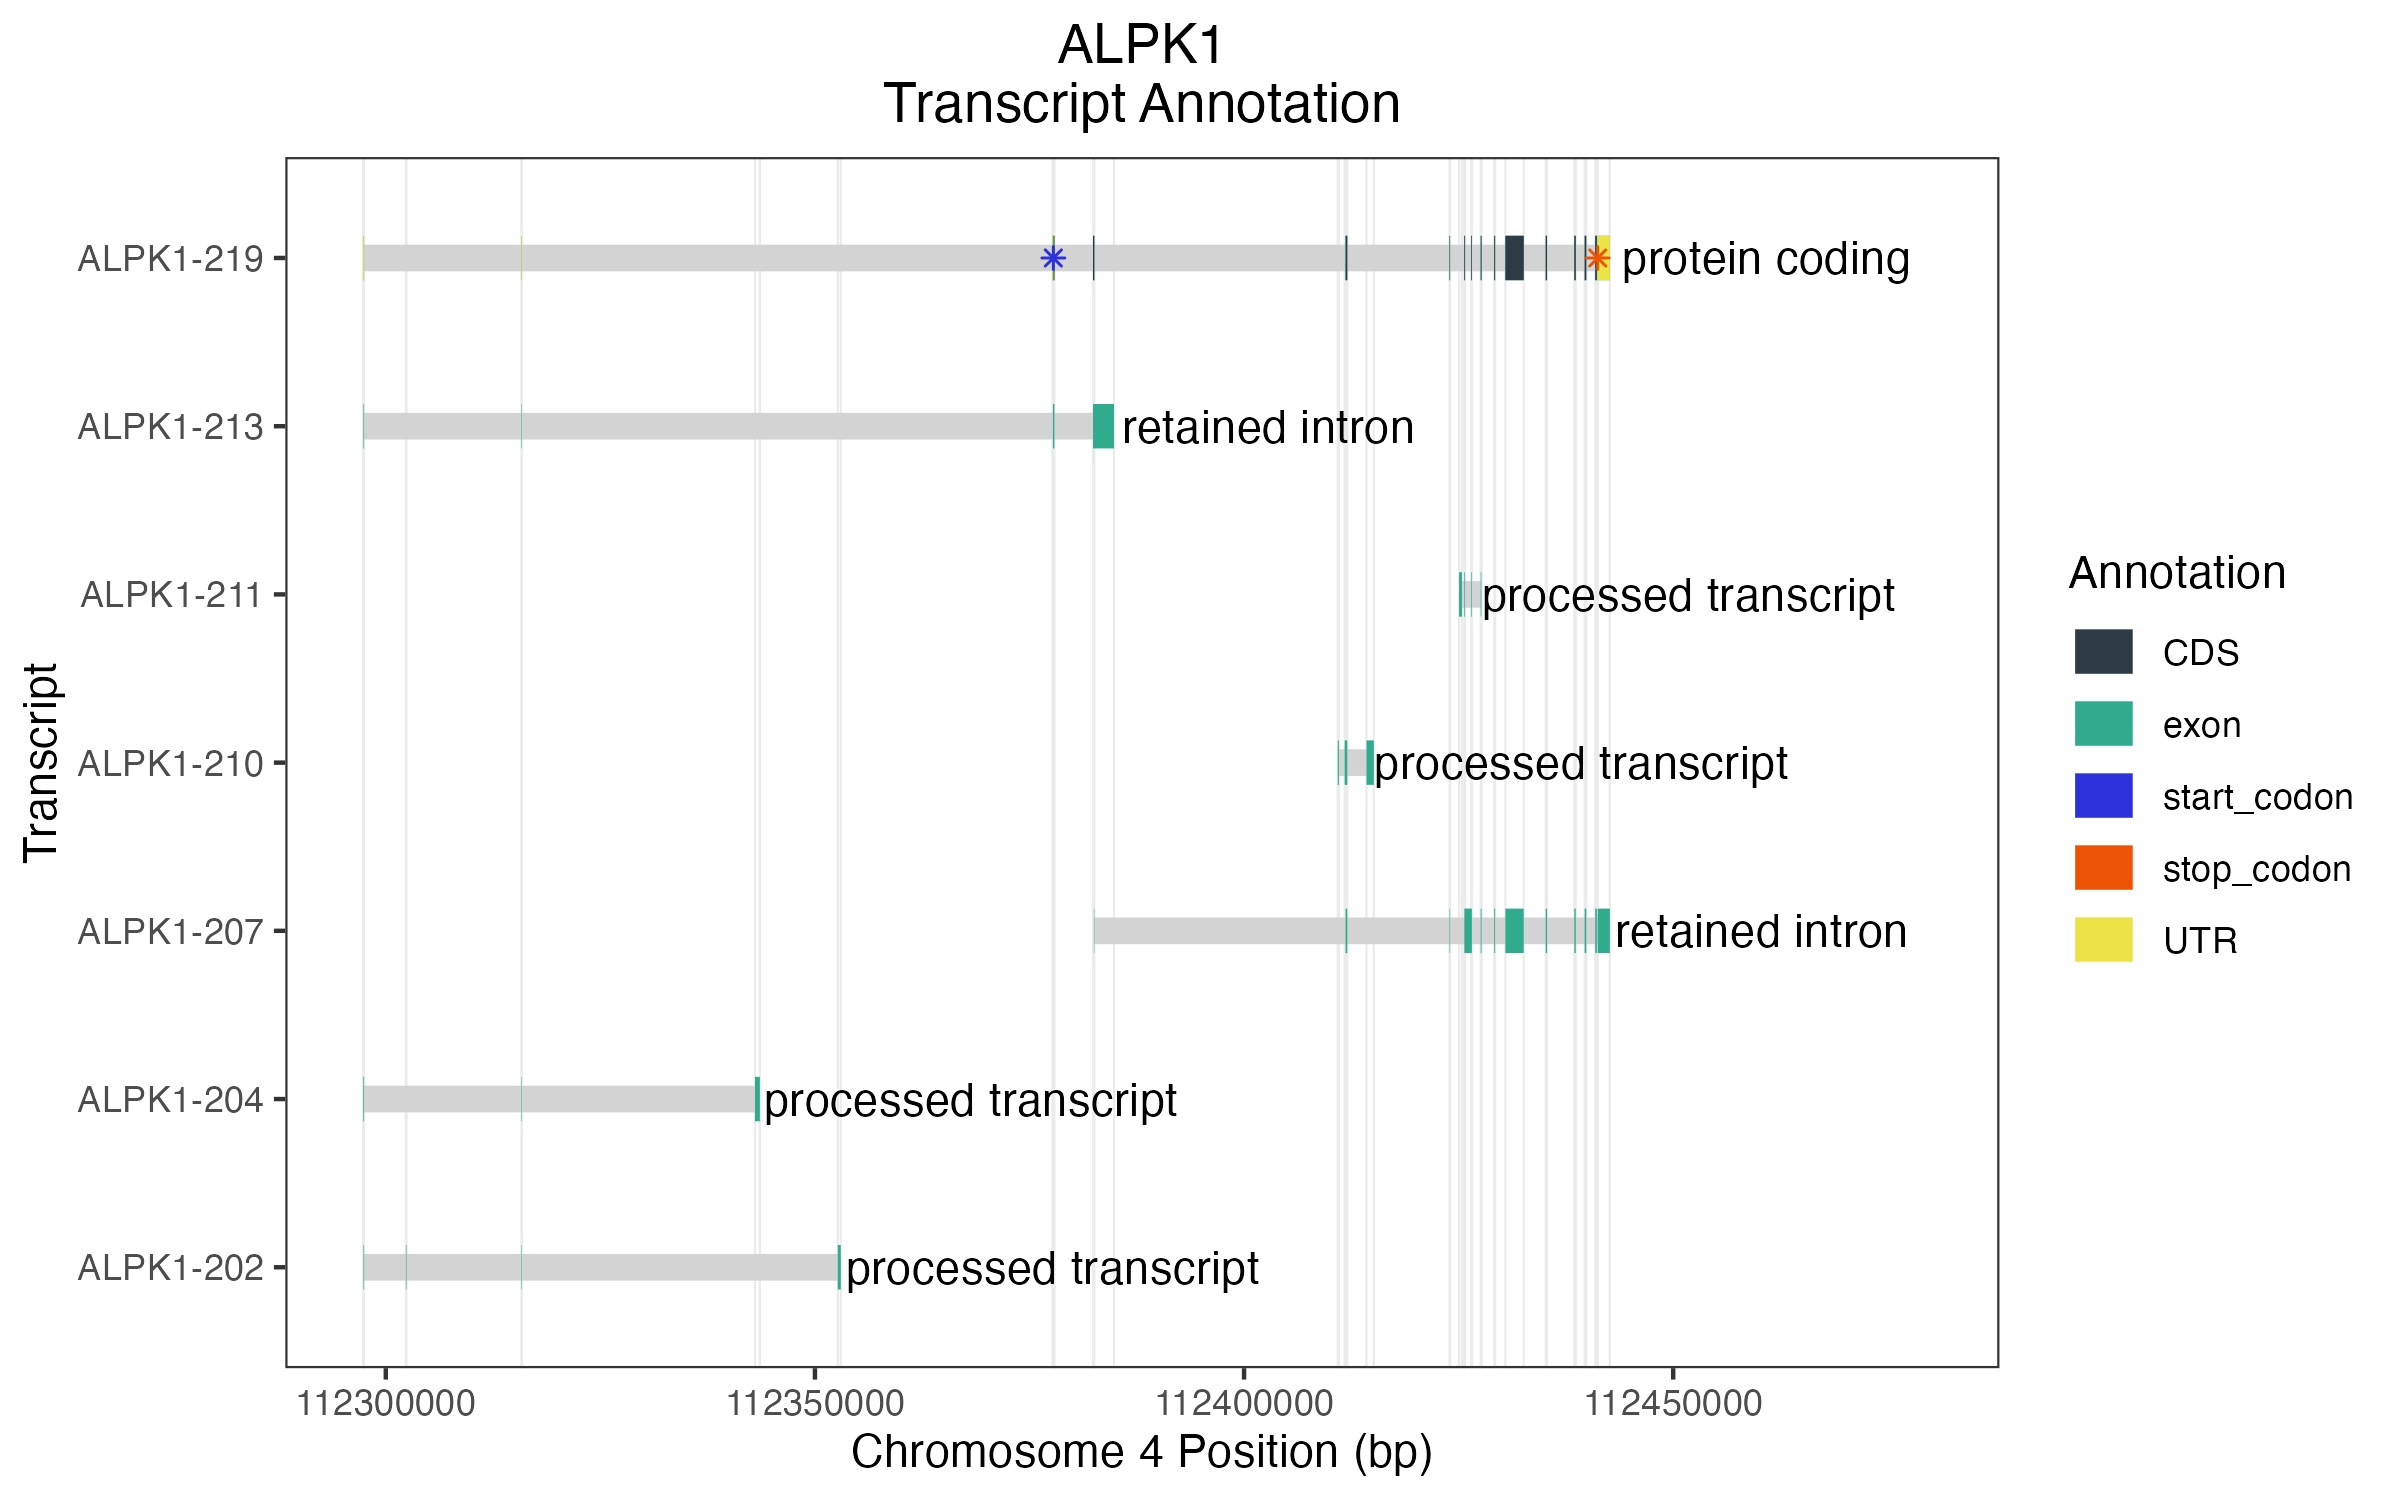 ALPK1
Transcript Annotation
Transcript
ALPK1-219
protein coding
ALPK1-213
retained intron
ALPK1-211
processed transcript
ALPK1-210
processed transcript
ALPK1-207
retained intron
ALPK1-204
processed transcript
ALPK1-202
processed transcript
112300000
112350000
112400000
112450000
Chromosome 4 Position (bp)
Annotation
CDS
exon
start_codon
stop_codon
UTR